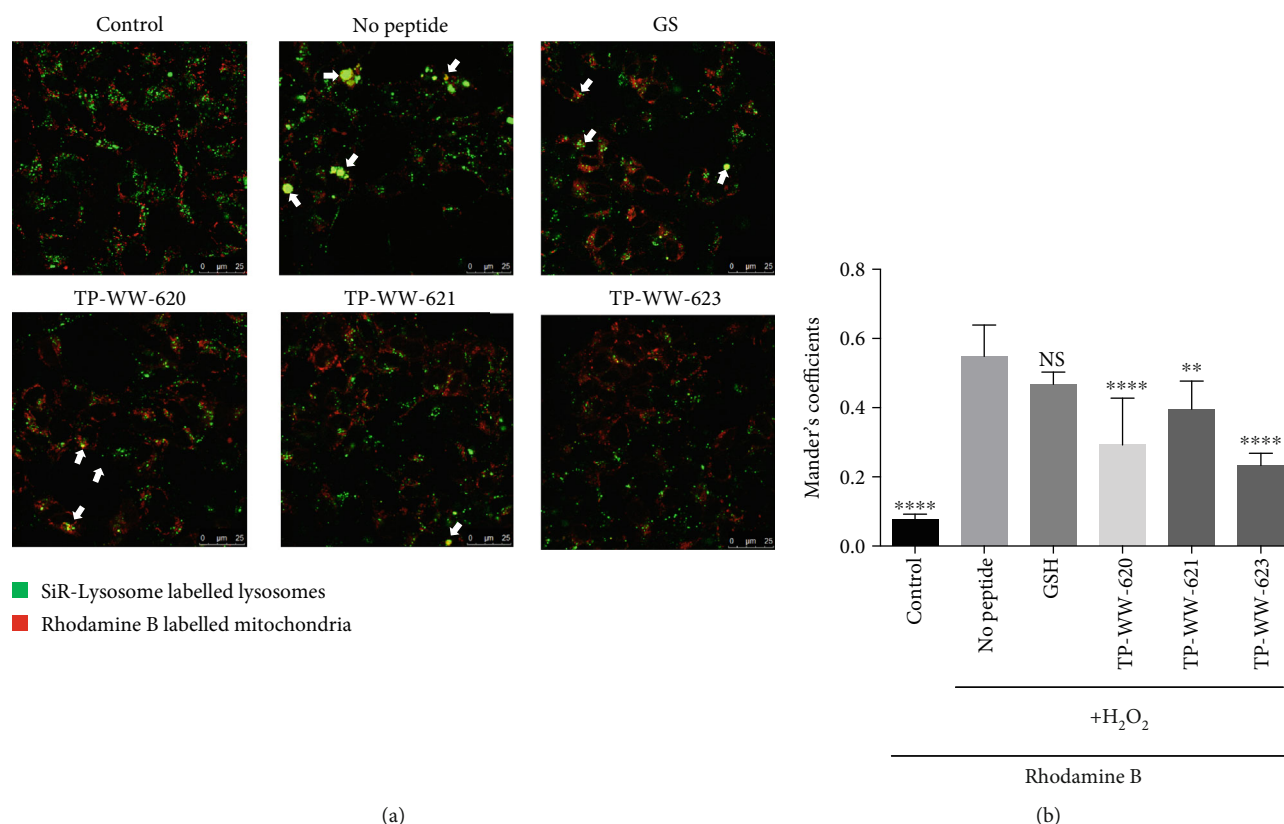 Control
No peptide
GS
0 µm 25
0 µm 25
0 µm 25
TP-WW-620
TP-WW-621
TP-WW-623
0 µm 25
0 µm 25
0 µm 25
SiR-Lysosome labelled lysosomes
Rhodamine B labelled mitochondria
(a)
Mander's coefficients
0.8
0.6
0.4
0.2
0.0
****
NS
****
**
****
Control
No peptide
GSH
TP-WW-620
TP-WW-621
TP-WW-623
+H₂O₂
Rhodamine B
(b)